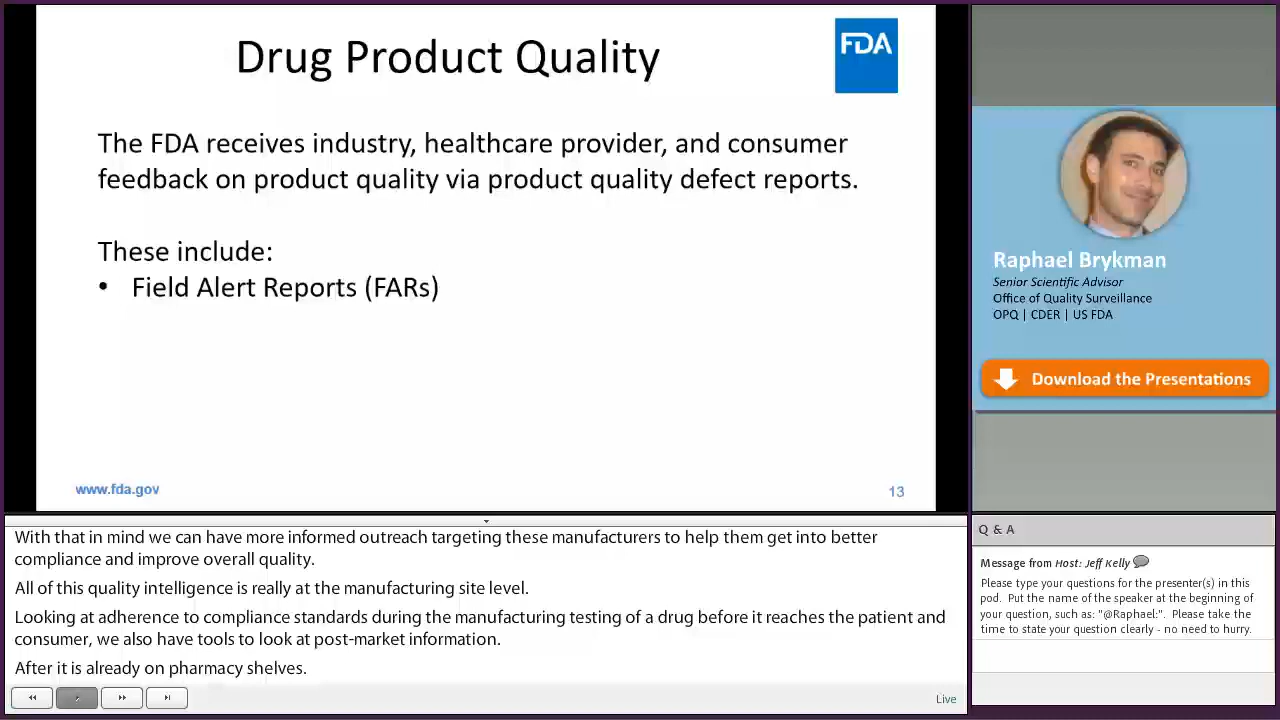 Drug Product Quality
FDA
The FDA receives industry, healthcare provider, and consumer
feedback on product quality via product quality defect reports.
These include:
• Field Alert Reports (FARs)
www.fda.gov
13
Raphael Brykman
Senior Scientific Advisor
Office of Quality Surveillance
OPQ | CDER | US FDA
Download the Presentations
With that in mind we can have more informed outreach targeting these manufacturers to help them get into better
compliance and improve overall quality.
All of this quality intelligence is really at the manufacturing site level.
Looking at adherence to compliance standards during the manufacturing testing of a drug before it reaches the patient and
consumer, we also have tools to look at post-market information.
After it is already on pharmacy shelves.
Live
Q & A
Message from Host: Jeff Kelly
Please type your questions for the presenter(s) in this
pod. Put the name of the speaker at the beginning of
your question, such as: "@Raphael:". Please take the
time to state your question clearly - no need to hurry.